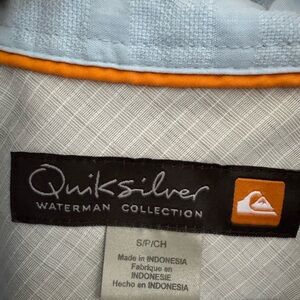 Quiksilver
WATERMAN COLLECTION
S/P/CH
Made in INDONESIA
Fabriqué en
INDONESIE
Hecho en INDONESIA